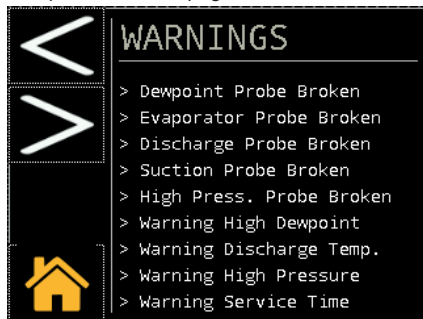 WARNINGS
> Dewpoint Probe Broken
> Evaporator Probe Broken
> Discharge Probe Broken
> Suction Probe Broken
> High Press. Probe Broken
> Warning High Dewpoint
> Warning Discharge Temp.
> Warning High Pressure
> Warning Service Time